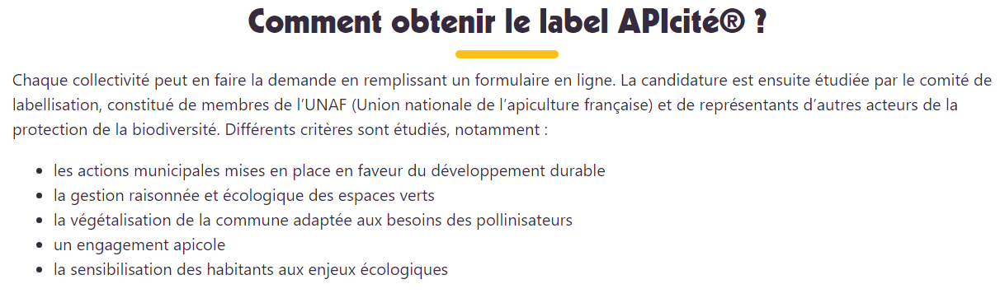 Comment obtenir le label APIcité® ?
Chaque collectivité peut en faire la demande en remplissant un formulaire en ligne. La candidature est ensuite étudiée par le comité de
labellisation, constitué de membres de l’UNAF (Union nationale de l’apiculture française) et de représentants d’autres acteurs de la
protection de la biodiversité. Différents critères sont étudiés, notamment :
• les actions municipales mises en place en faveur du développement durable
• la gestion raisonnée et écologique des espaces verts
• la végétalisation de la commune adaptée aux besoins des pollinisateurs
• un engagement apicole
• la sensibilisation des habitants aux enjeux écologiques